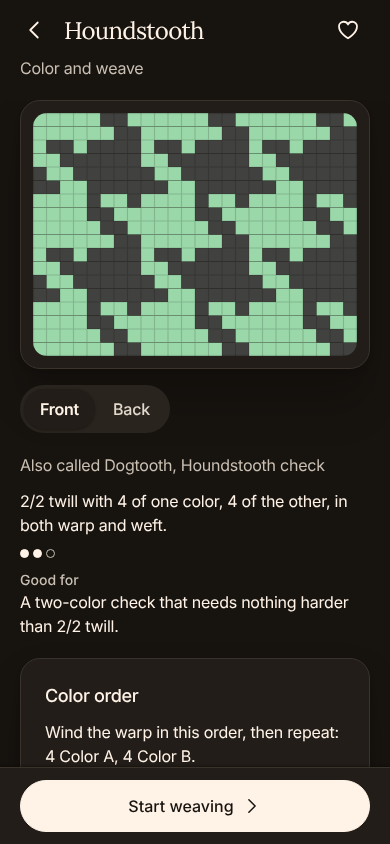 Houndstooth
Color and weave
Front
Back
Also called Dogtooth, Houndstooth check
2/2 twill with 4 of one color, 4 of the other, in
both warp and weft.
Good for
A two-color check that needs nothing harder
than 2/2 twill.
Color order
Wind the warp in this order, then repeat:
4 Color A, 4 Color B.
Start weaving